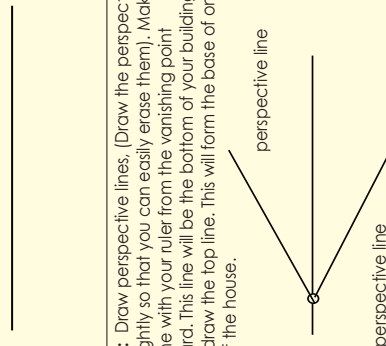 : Draw perspective lines, (Draw the perspec
ghtly so that you can easily erase them). Mak
ne with your ruler from the vanishing point
ard. This line will be the bottom of your building
draw the top line. This will form the base of or
the house.
perspective line
perspective line